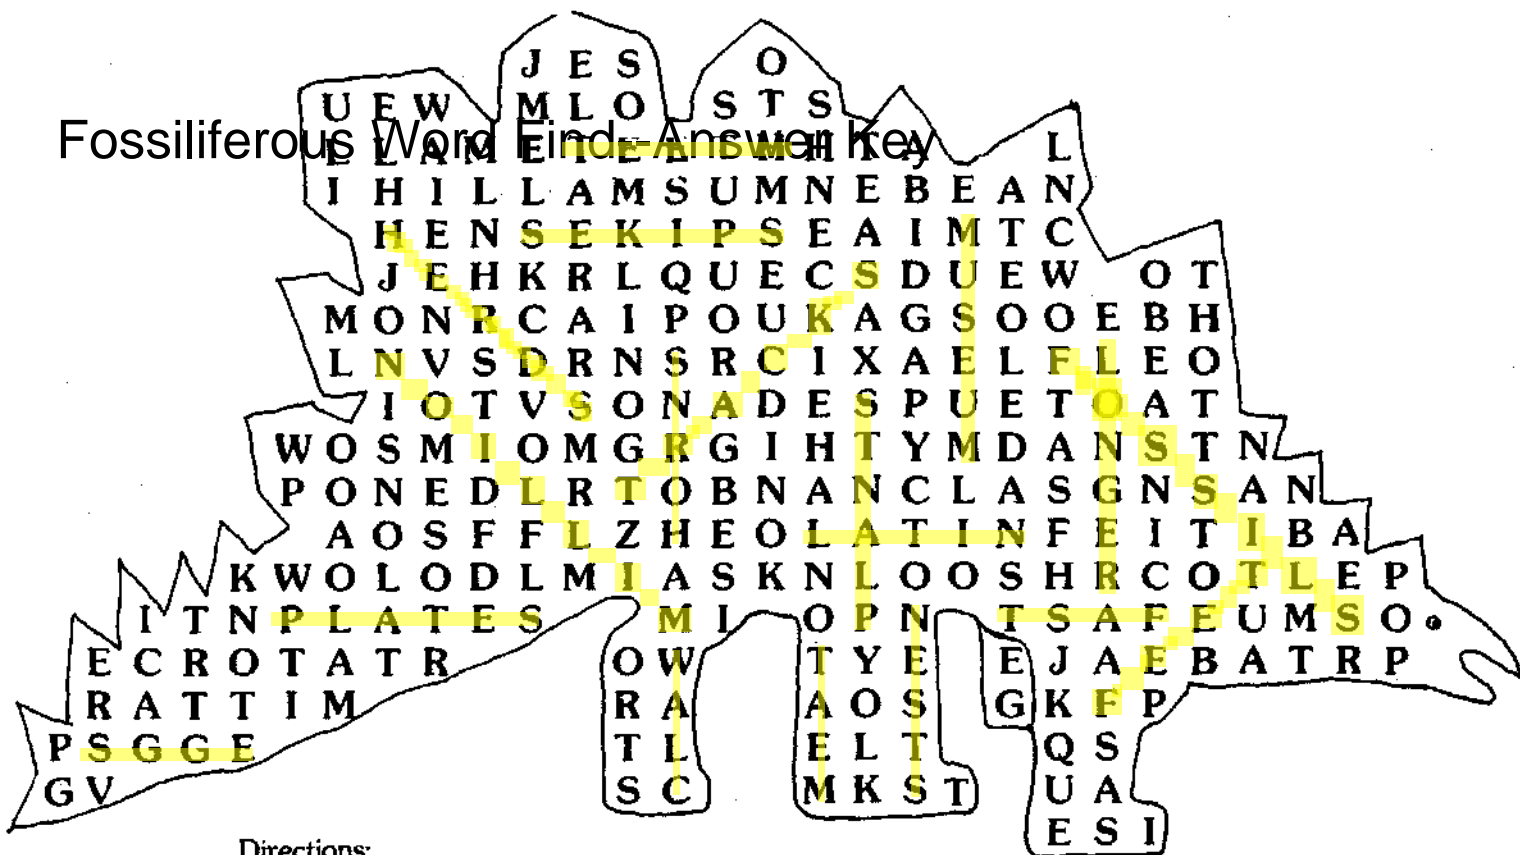 J E S O
U E W M L O S T S
Fossiliferous Word Find--Answer Key
L L A M E T E E T M H T A L
I H I L L A M S U M N E B E A N
H E N S E K I P S E A I M T C
J E H K R L Q U E C S D U E W O T
M O N R C A I P O U K A G S O O E B H
L N V S D R N S R C I X A E L F L E O
I O T V S O N A D E S P U E T O A T
W O S M I O M G R G I H T Y M D A N S T N
P O N E D L R T O B N A N C L A S G N S A N
A O S F F L Z H E O L A T I N F E I T I B A
K W O L O D L M I A S K N L O O S H R C O T L E P
I T N P L A T E S M I O P N T S A F E U M S O
E C R O T A T R O W T Y E E J A E B A T R P
R A T T I M R A A O S G K F P
P S G G E T L E L T Q S
G V S C M K S T U A
E S I
Directions: